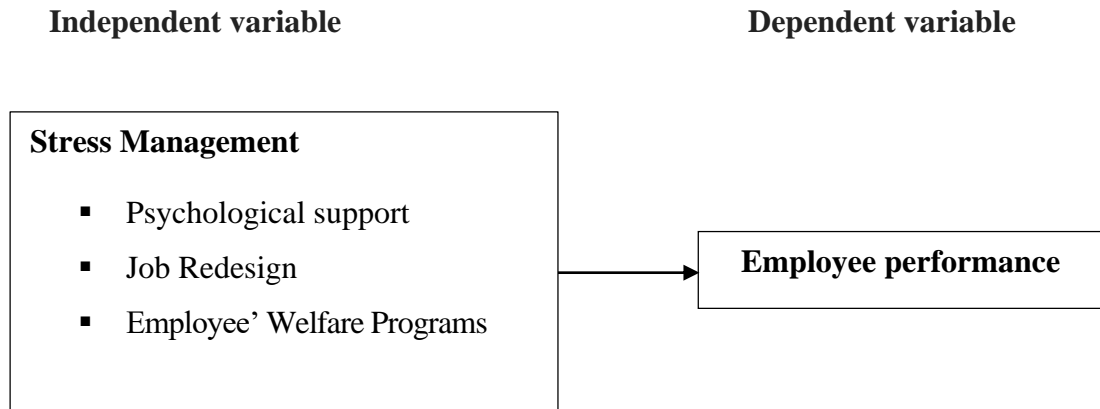 Independent variable
Dependent variable
Stress Management
▪ Psychological support
▪ Job Redesign
▪ Employee’ Welfare Programs
Employee performance